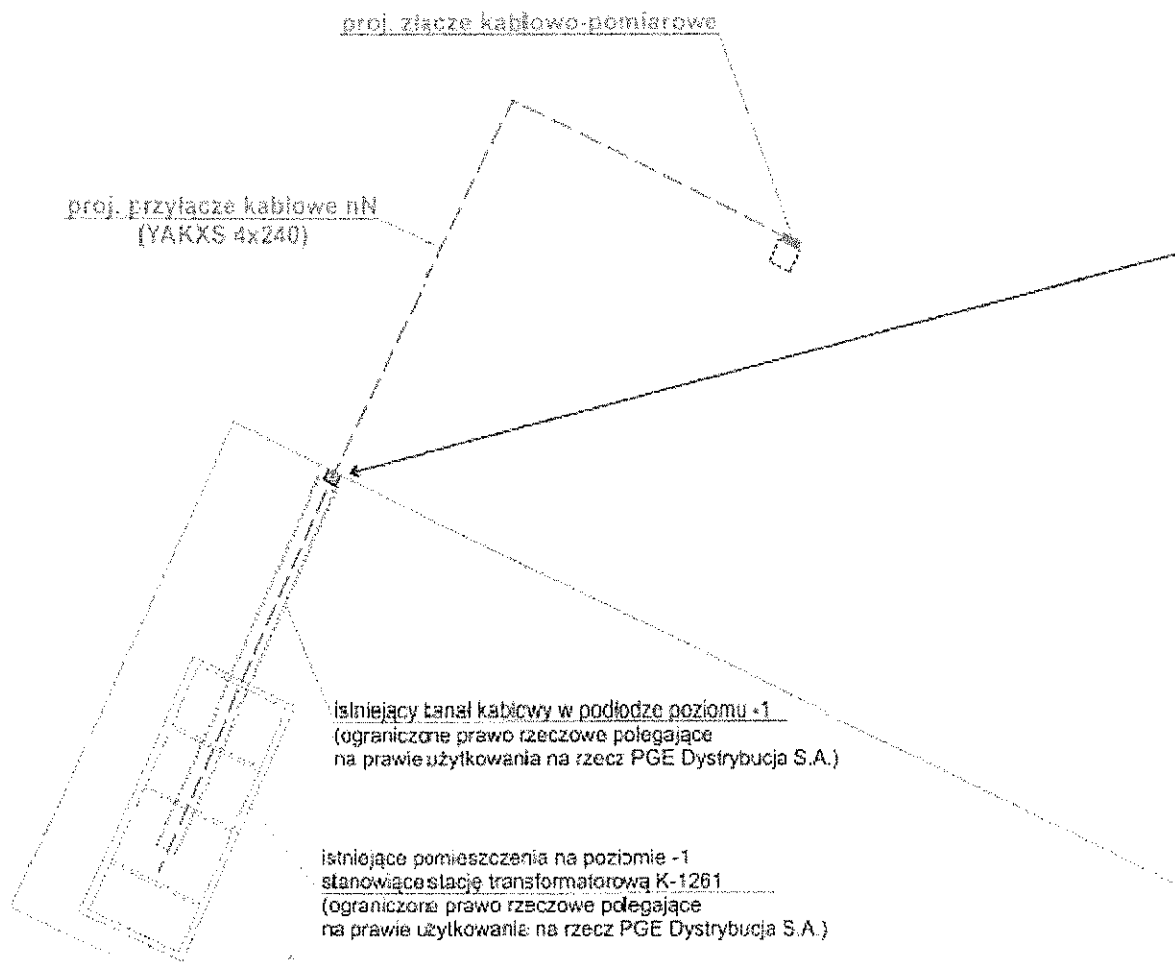 proj. złącze kablowo-pomiarowe
proj. przyłącze kablowe nN
(YAKXS 4x240)
istniejący kanał kablowy w podłodze poziomu -1
(ograniczone prawo rzeczowe polegające
na prawie użytkowania na rzecz PGE Dystrybucja S.A.)
istniejące pomieszczenia na poziomie -1
stanowiące stację transformatorową K-1261
(ograniczone prawo rzeczowe polegające
na prawie użytkowania na rzecz PGE Dystrybucja S.A.)